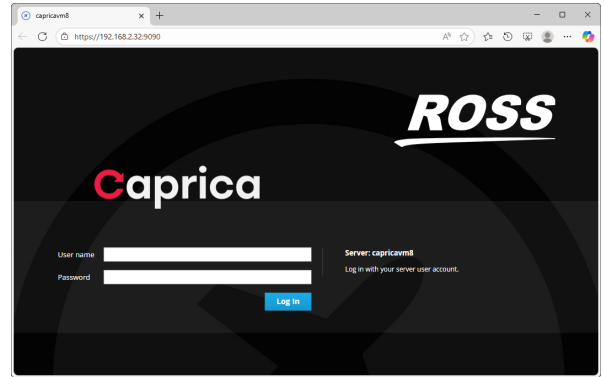 capricavm8
https://192.168.2.32:9090
ROSS
Caprica
User name
Password
Log In
Server: capricavm8
Log in with your server user account.